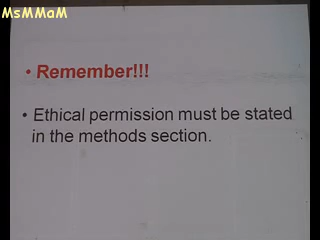 MsMMaM
• Remember!!!
• Ethical permission must be stated
in the methods section.